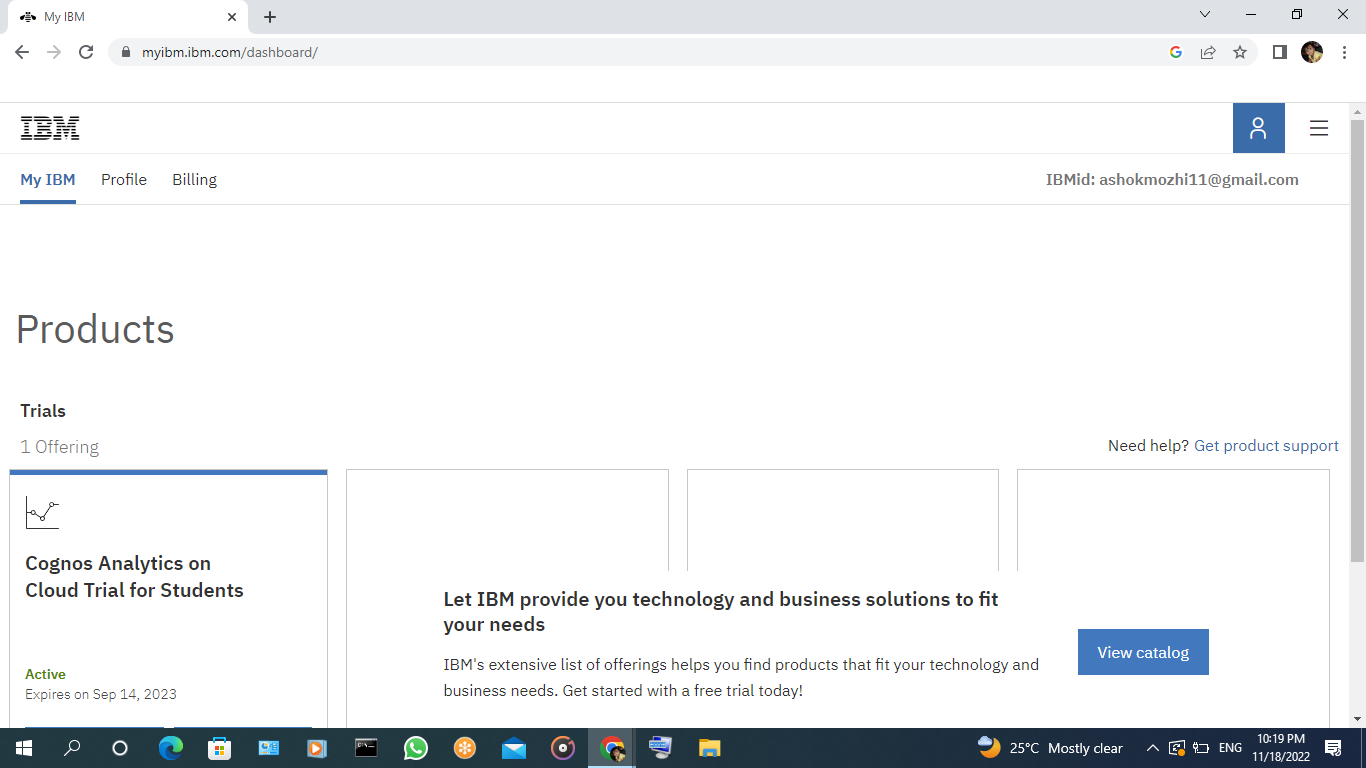 My IBM
myibm.ibm.com/dashboard/
IBM
My IBM Profile Billing IBMid: ashokmozhi11@gmail.com
Products
Trials
1 Offering
Need help? Get product support
Cognos Analytics on
Cloud Trial for Students
Active
Expires on Sep 14, 2023
Let IBM provide you technology and business solutions to fit
your needs
IBM's extensive list of offerings helps you find products that fit your technology and
business needs. Get started with a free trial today!
View catalog
25°C Mostly clear
ENG
10:19 PM
11/18/2022